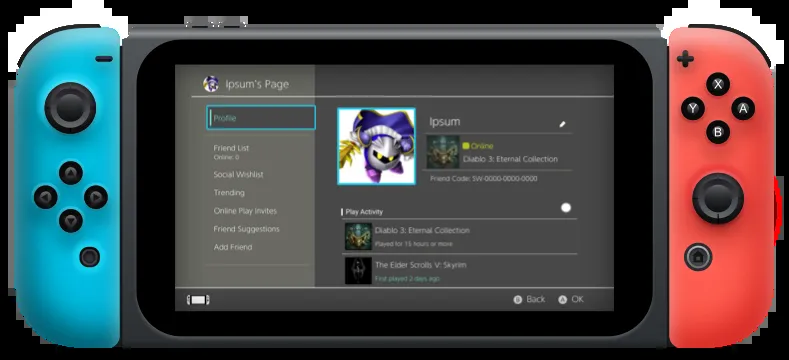 Ipsum's Page
Profile
Friend List
Online: 0
Social Wishlist
Trending
Online Play Invites
Friend Suggestions
Add Friend
Ipsum
Online
Diablo 3: Eternal Collection
Friend Code: SW-0000-0000-0000
Play Activity
Diablo 3: Eternal Collection
Played for 15 hours or more
The Elder Scrolls V: Skyrim
First played 2 days ago
B Back
A OK
X
Y
A
B